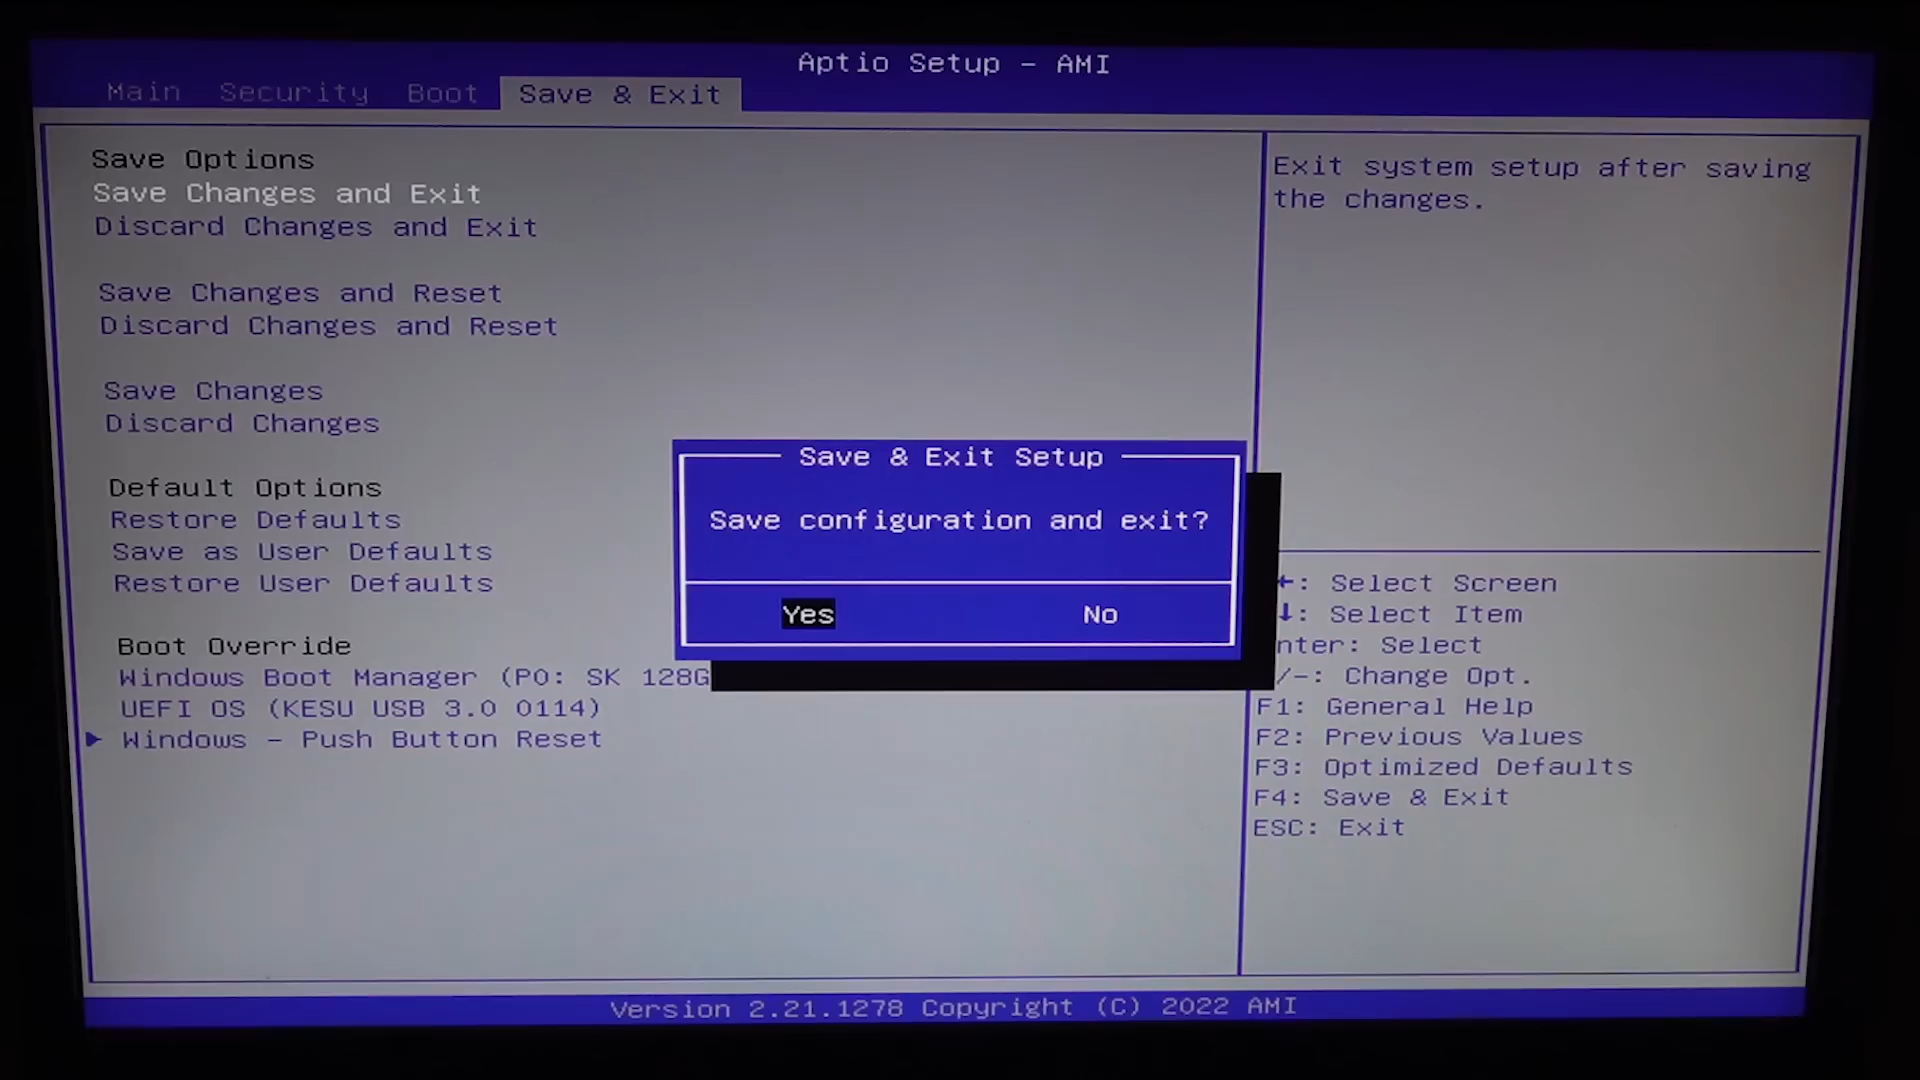 Aptio Setup - AMI
Main Security Boot Save & Exit
Save Options
Save Changes and Exit
Discard Changes and Exit
Save Changes and Reset
Discard Changes and Reset
Save Changes
Discard Changes
Default Options
Restore Defaults
Save as User Defaults
Restore User Defaults
Boot Override
Windows Boot Manager (P0: SK 128G
UEFI OS (KESU USB 3.0 0114)
▶ Windows - Push Button Reset
Save & Exit Setup
Save configuration and exit?
Yes No
Exit system setup after saving
the changes.
←: Select Screen
↓: Select Item
nter: Select
/-: Change Opt.
F1: General Help
F2: Previous Values
F3: Optimized Defaults
F4: Save & Exit
ESC: Exit
Version 2.21.1278 Copyright (C) 2022 AMI